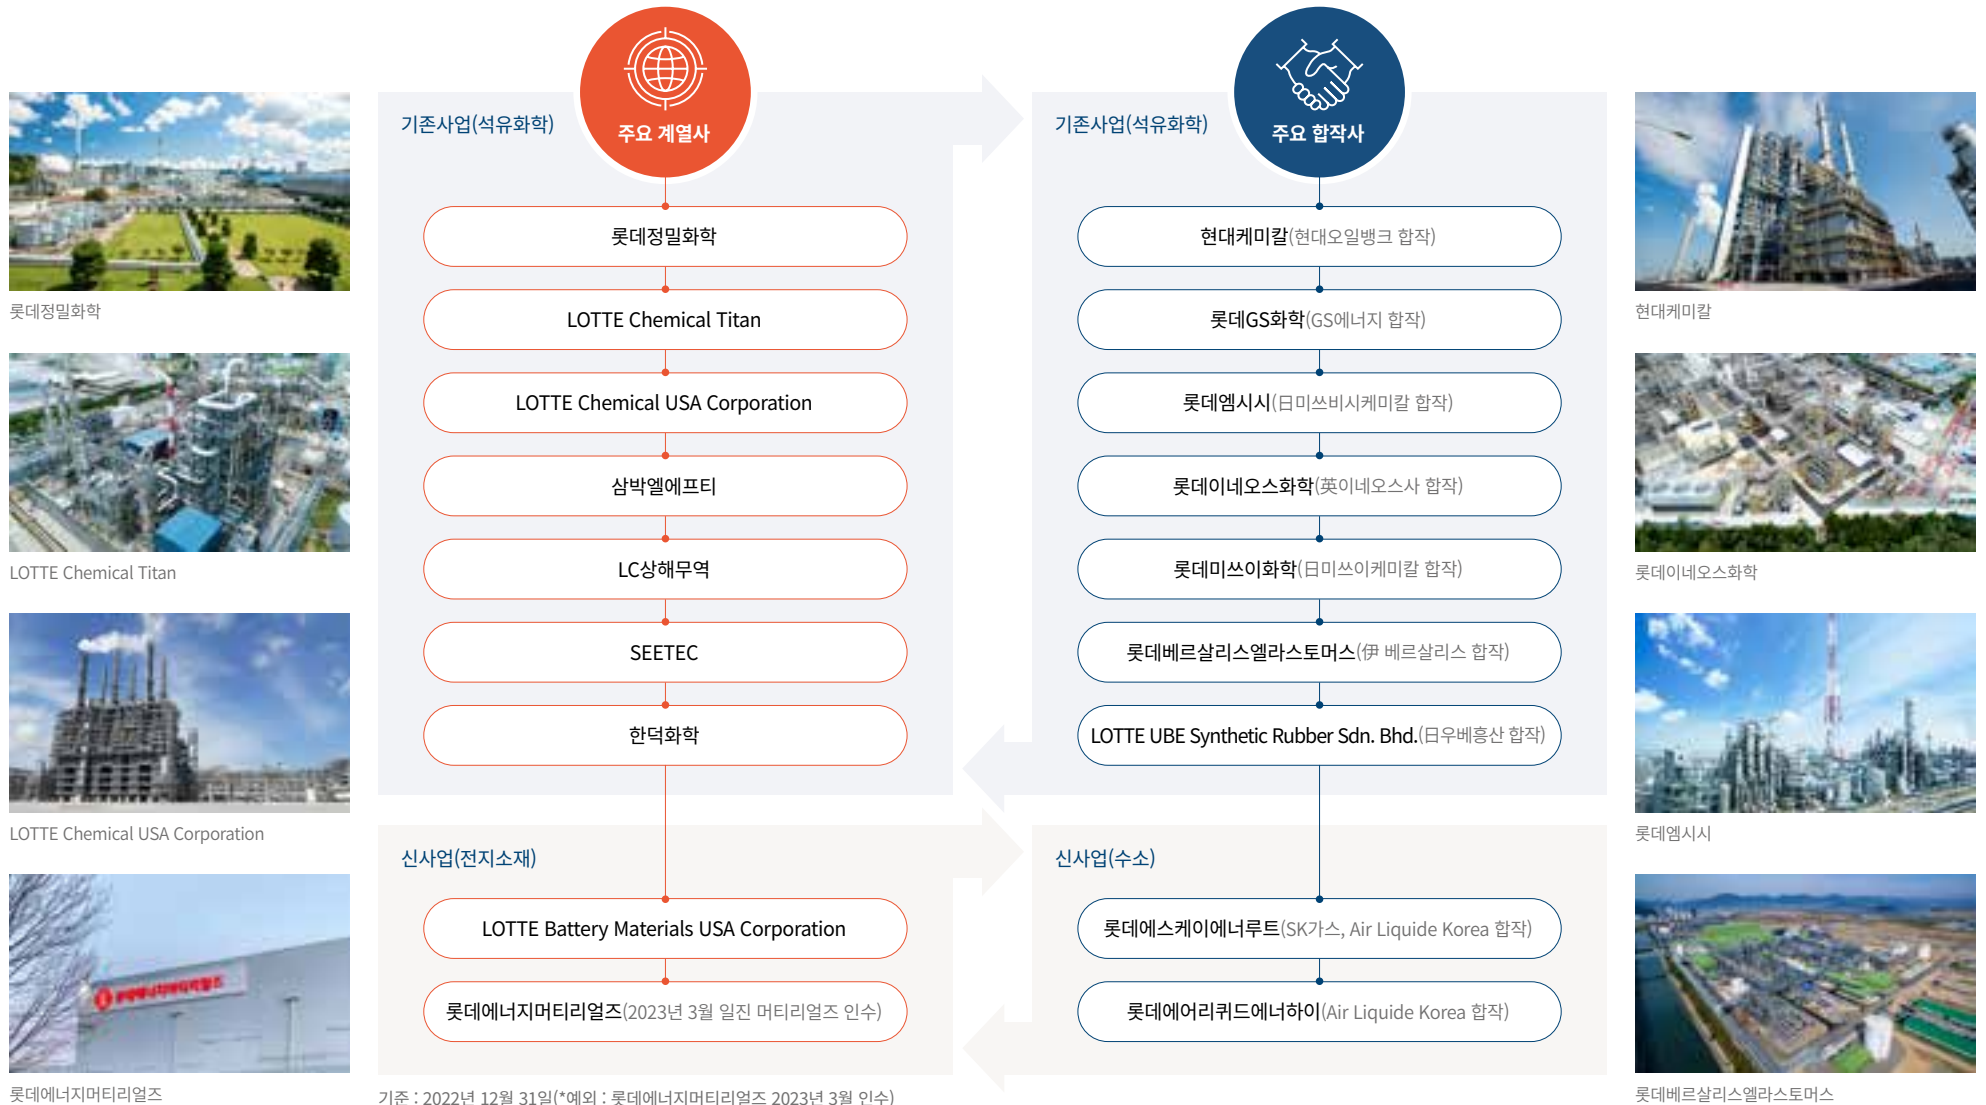 주요 계열사
기존사업(석유화학)
롯데정밀화학
LOTTE Chemical Titan
LOTTE Chemical USA Corporation
삼박엘에프티
LC상해무역
SEETEC
한덕화학
신사업(전지소재)
LOTTE Battery Materials USA Corporation
롯데에너지머티리얼즈(2023년 3월 일진 머티리얼즈 인수)
기준 : 2022년 12월 31일(*예외 : 롯데에너지머티리얼즈 2023년 3월 인수)
주요 합작사
기존사업(석유화학)
현대케미칼(현대오일뱅크 합작)
롯데GS화학(GS에너지 합작)
롯데엠시시(日미쓰비시케미칼 합작)
롯데이네오스화학(英이네오스사 합작)
롯데미쓰이화학(日미쓰이케미칼 합작)
롯데베르살리스엘라스토머스(伊 베르살리스 합작)
LOTTE UBE Synthetic Rubber Sdn. Bhd.(日우베흥산 합작)
신사업(수소)
롯데에스케이에너루트(SK가스, Air Liquide Korea 합작)
롯데에어리퀴드에너하이(Air Liquide Korea 합작)
롯데정밀화학
LOTTE Chemical Titan
LOTTE Chemical USA Corporation
롯데에너지머티리얼즈
롯데에너지머티리얼즈
현대케미칼
롯데이네오스화학
롯데엠시시
롯데베르살리스엘라스토머스